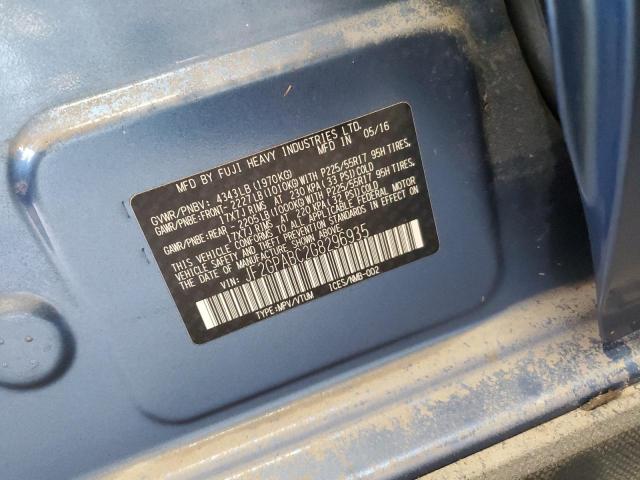 MFD BY FUJI HEAVY INDUSTRIES LTD.
MFD IN 05/16
GVWR/PNBV: 4343LB(1970KG)
GAWR/PNBE:FRONT-2227LB(1010KG)WITH P225/55R17 95H TIRES,
17X7J RIMS, AT 230 KPA(33 PSI)COLD
GAWR/PNBE:REAR -2205LB(1000KG)WITH P225/55R17 95H TIRES,
17X7J RIMS, AT 220 KPA(32 PSI)COLD
THIS VEHICLE CONFORMS TO ALL APPLICABLE FEDERAL MOTOR
VEHICLE SAFETY AND THEFT PREVENTION STANDARDS IN EFFECT ON
THE DATE OF MANUFACTURE SHOWN ABOVE.
VIN: JF2GPABC2G8296935
TYPE:MPV/VTUM ICES/NMB-002